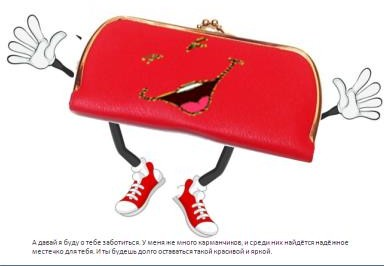 А давай я буду о тебе заботиться. У меня же много карманчиков, и среди них найдётся надёжное
местечко для тебя. И ты будешь долго оставаться такой красивой и яркой.